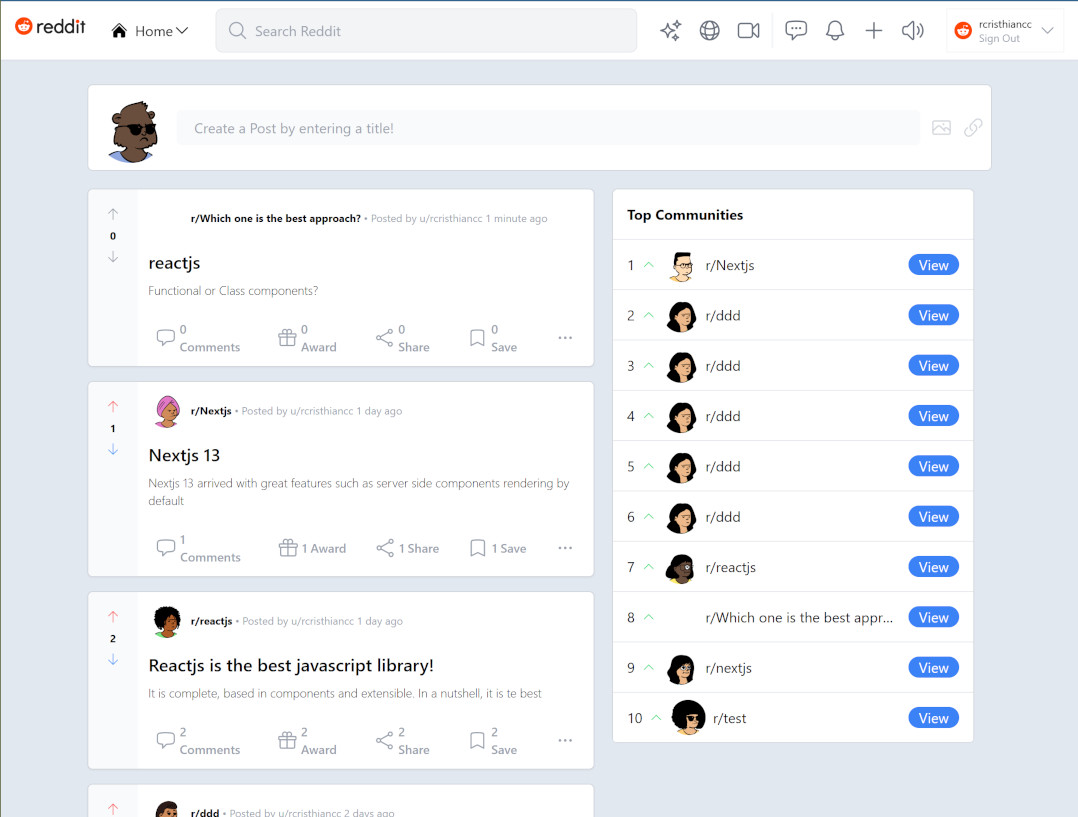 reddit
Home
Search Reddit
rcristhiancc
Sign Out
Create a Post by entering a title!
0
r/Which one is the best approach? • Posted by u/rcristhiancc 1 minute ago
reactjs
Functional or Class components?
0 Comments
0 Award
0 Share
0 Save
1
r/Nextjs • Posted by u/rcristhiancc 1 day ago
Nextjs 13
Nextjs 13 arrived with great features such as server side components rendering by
default
1 Comments
1 Award
1 Share
1 Save
2
r/reactjs • Posted by u/rcristhiancc 1 day ago
Reactjs is the best javascript library!
It is complete, based in components and extensible. In a nutshell, it is te best
2 Comments
2 Award
2 Share
2 Save
r/ddd • Posted by u/rcristhiancc 2 days ago
Top Communities
1 r/Nextjs View
2 r/ddd View
3 r/ddd View
4 r/ddd View
5 r/ddd View
6 r/ddd View
7 r/reactjs View
8 r/Which one is the best appr... View
9 r/nextjs View
10 r/test View